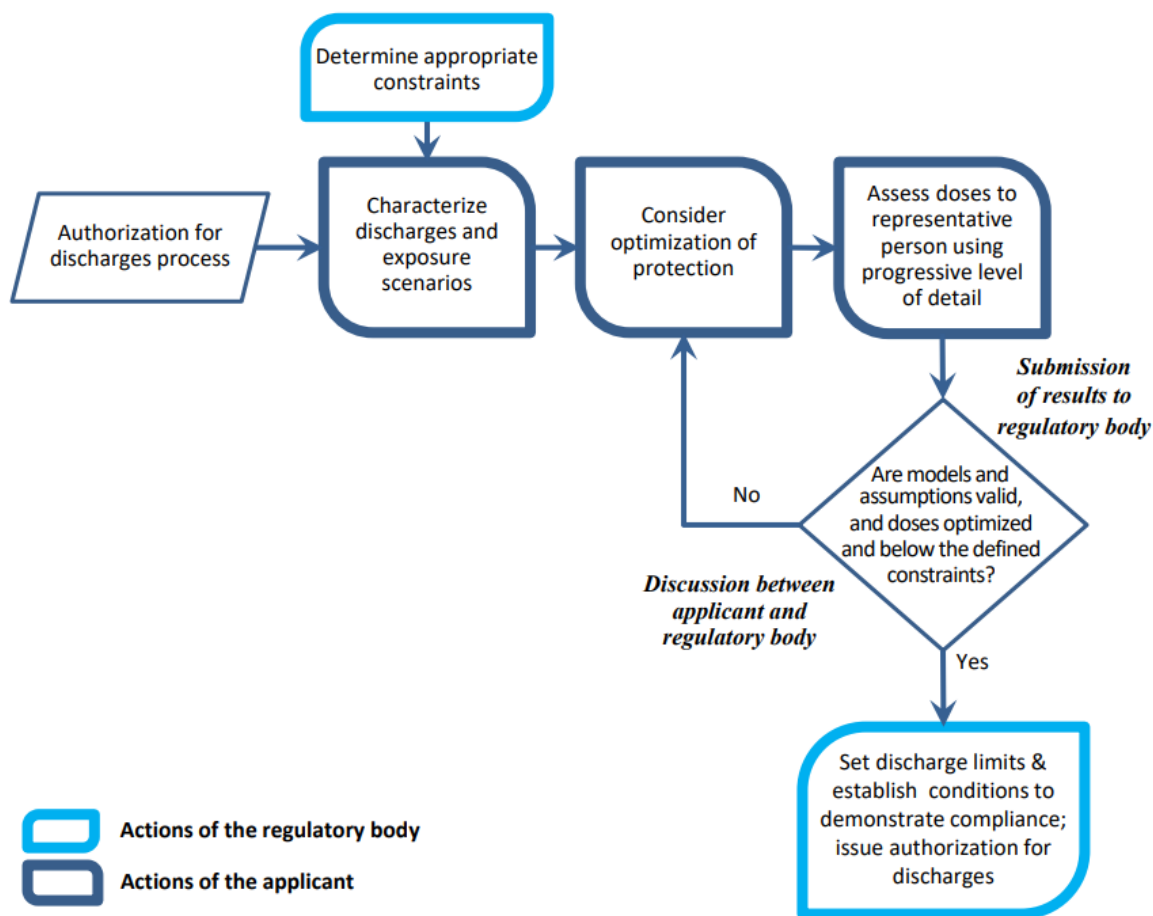 Determine appropriate
constraints
Authorization for
discharges process
Characterize
discharges and
exposure
scenarios
Consider
optimization of
protection
Assess doses to
representative
person using
progressive level
of detail
Submission
of results to
regulatory body
Are models and
assumptions valid,
and doses optimized
and below the defined
constraints?
No
Discussion between
applicant and
regulatory body
Yes
Set discharge limits &
establish conditions to
demonstrate compliance;
issue authorization for
discharges
Actions of the regulatory body
Actions of the applicant